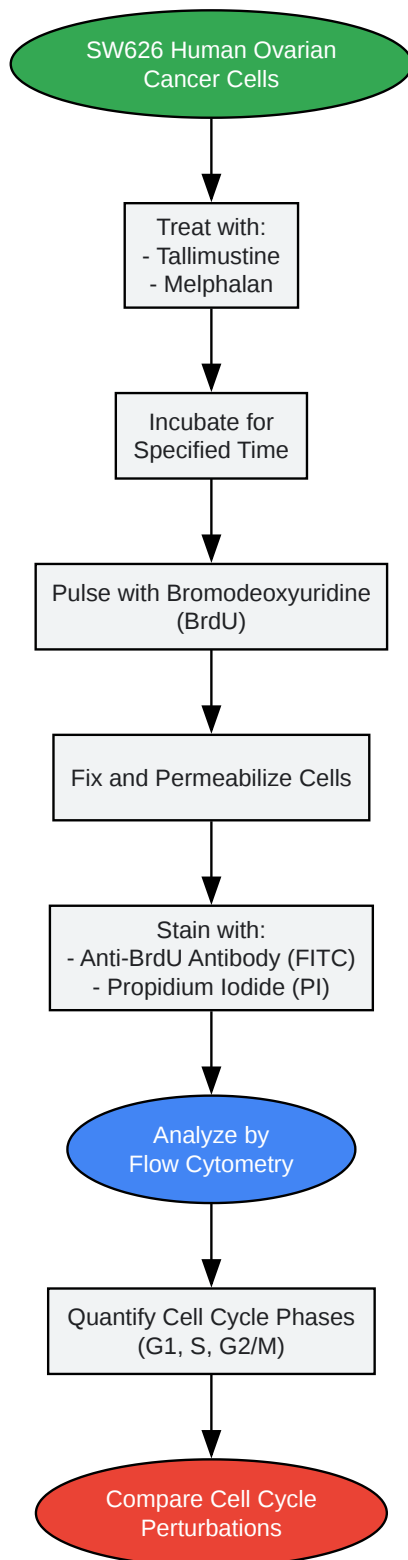 SW626 Human Ovarian
Cancer Cells
Treat with:
- Tallimustine
- Melphalan
Incubate for
Specified Time
Pulse with Bromodeoxyuridine
(BrdU)
Fix and Permeabilize Cells
Stain with:
- Anti-BrdU Antibody (FITC)
- Propidium Iodide (PI)
Analyze by
Flow Cytometry
Quantify Cell Cycle Phases
(G1, S, G2/M)
Compare Cell Cycle
Perturbations